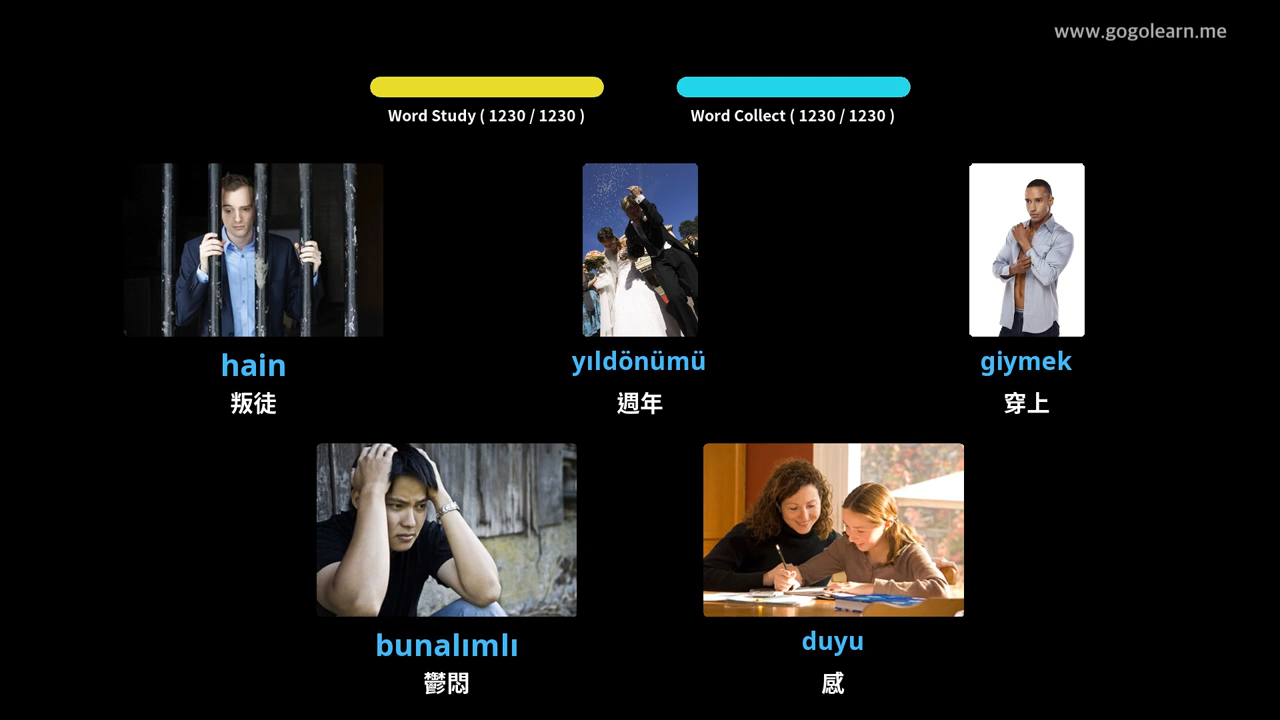 www.gogolearn.me
Word Study ( 1230 / 1230 )
Word Collect ( 1230 / 1230 )
hain
叛徒
yıldönümü
週年
giymek
穿上
bunalımlı
鬱悶
duyu
感